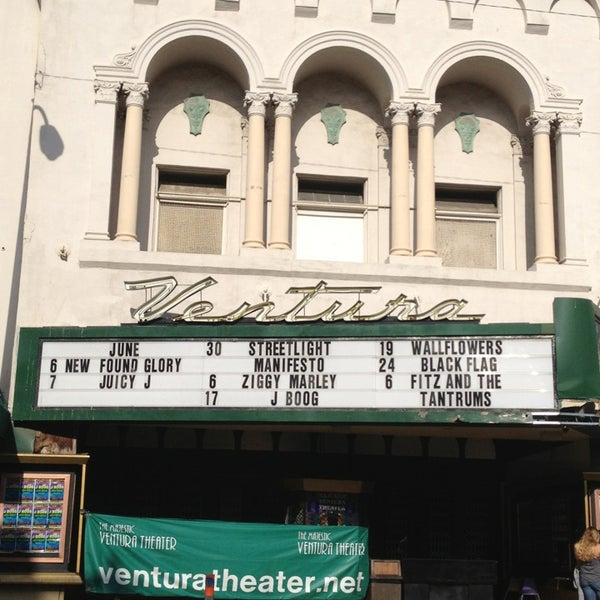 Ventura
JUNE
6 NEW FOUND GLORY
7 JUICY J
30 STREETLIGHT
MANIFESTO
6 ZIGGY MARLEY
17 J BOOG
19 WALLFLOWERS
24 BLACK FLAG
6 FITZ AND THE
TANTRUMS
THE MAJESTIC
VENTURA THEATER
THE MAJESTIC
VENTURA THEATER
venturatheater.net